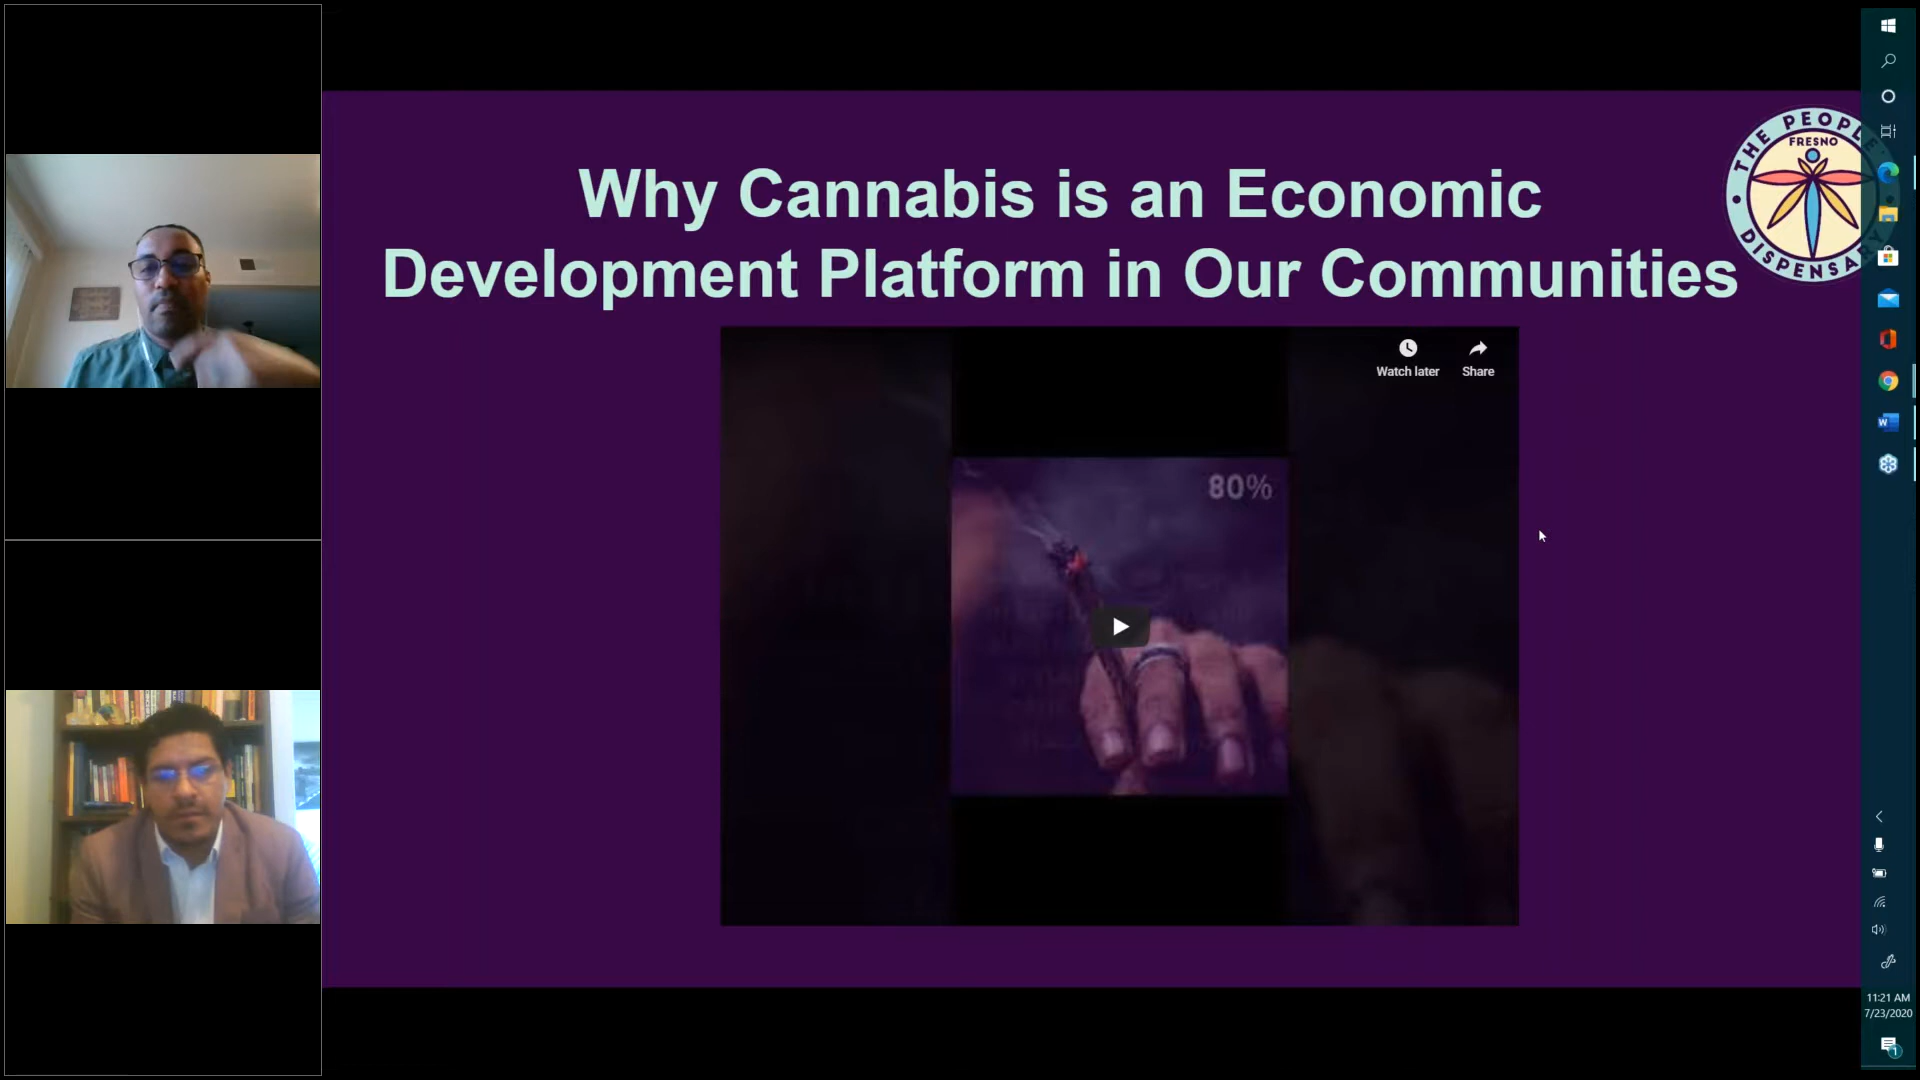 Why Cannabis is an Economic
Development Platform in Our Communities
THE PEOPLE'
FRESNO
DISPENSARY
Watch later
Share
80%
11:21 AM
7/23/2020
1